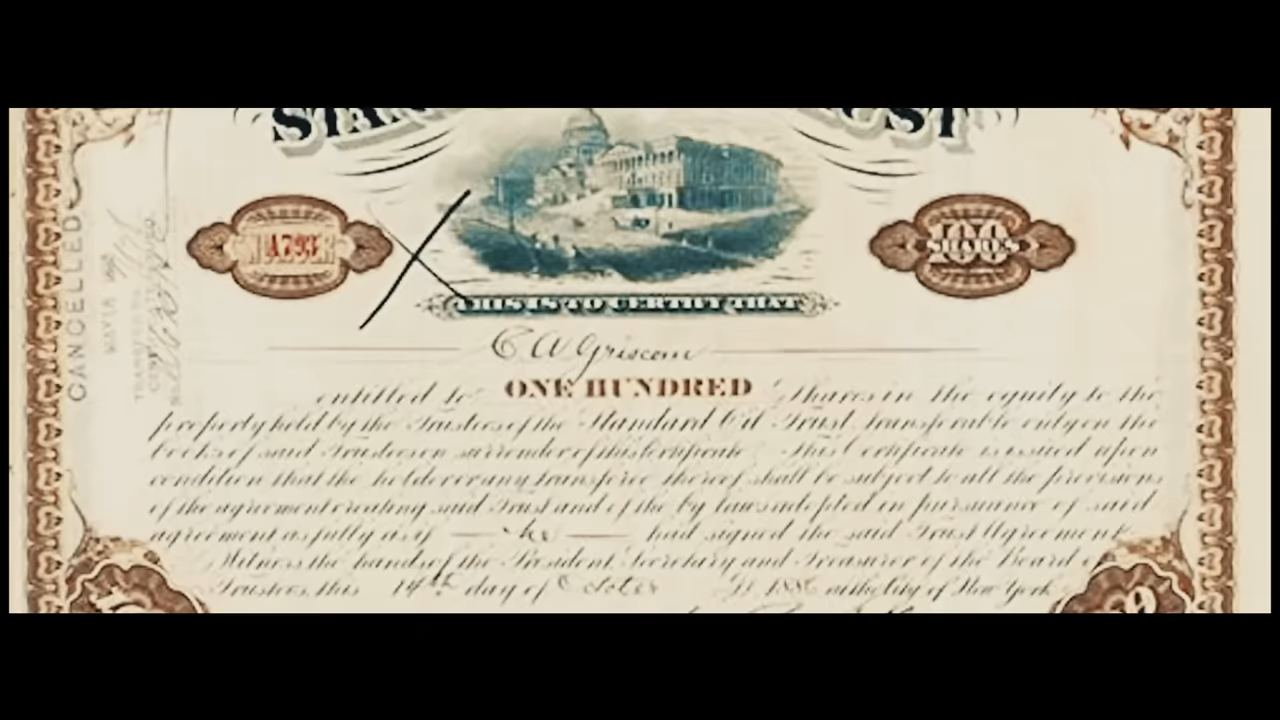 A793
100
SHARES
THIS IS TO CERTIFY THAT
C A Griscom
entitled to ONE HUNDRED Shares in the equity to the
property held by the Trustees of the Standard Oil Trust transferable only on the
books of said Trustees on surrender of this Certificate This Certificate is issued upon
condition that the holder or any transferee thereof shall be subject to all the provisions
of the agreement creating said Trust and of the by laws adopted in pursuance of said
agreement as fully as if he had signed the said Trust Agreement
Witness the hands of the President Secretary and Treasurer of the Board of
Trustees this 14th day of October at the City of New York
CANCELLED